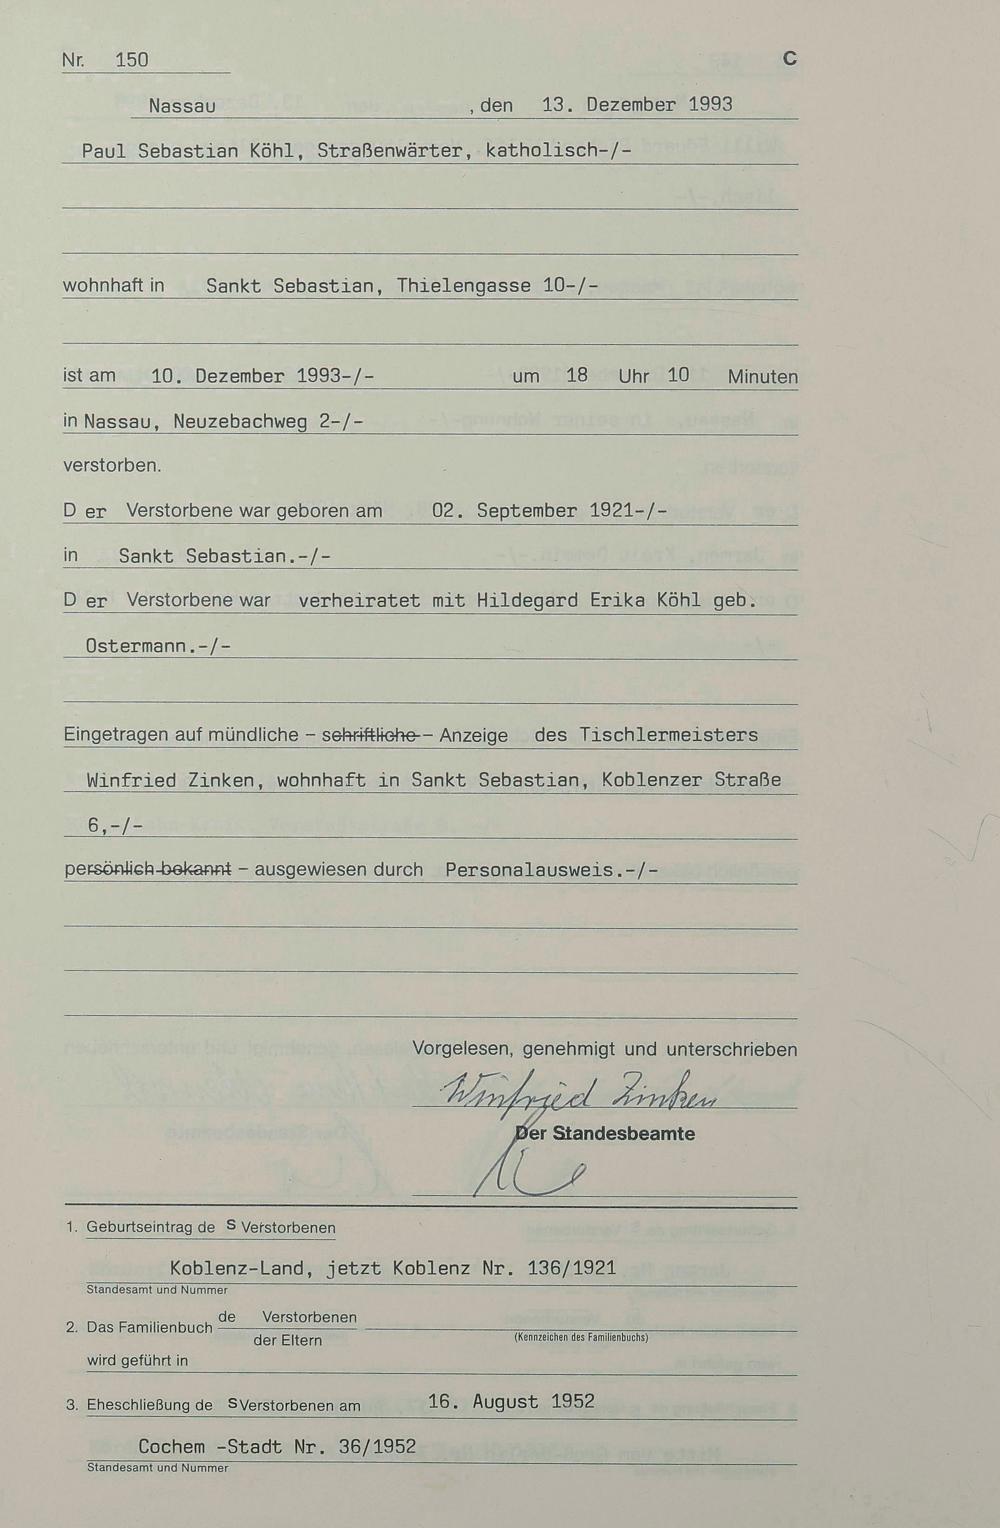 Nr. 150 C
Nassau , den 13. Dezember 1993
Paul Sebastian Köhl, Straßenwärter, katholisch-/-
wohnhaft in Sankt Sebastian, Thielengasse 10-/-
ist am 10. Dezember 1993-/- um 18 Uhr 10 Minuten
in Nassau, Neuzebachweg 2-/-
verstorben.
D er Verstorbene war geboren am 02. September 1921-/-
in Sankt Sebastian.-/-
D er Verstorbene war verheiratet mit Hildegard Erika Köhl geb.
Ostermann.-/-
Eingetragen auf mündliche – schriftliche – Anzeige des Tischlermeisters
Winfried Zinken, wohnhaft in Sankt Sebastian, Koblenzer Straße
6,-/-
persönlich bekannt – ausgewiesen durch Personalausweis.-/-
Vorgelesen, genehmigt und unterschrieben
Winfried Zinken
Der Standesbeamte
1. Geburtseintrag de S Verstorbenen
Koblenz-Land, jetzt Koblenz Nr. 136/1921
Standesamt und Nummer
2. Das Familienbuch de Verstorbenen
der Eltern
(Kennzeichen des Familienbuchs)
wird geführt in
3. Eheschließung de S Verstorbenen am 16. August 1952
Cochem -Stadt Nr. 36/1952
Standesamt und Nummer